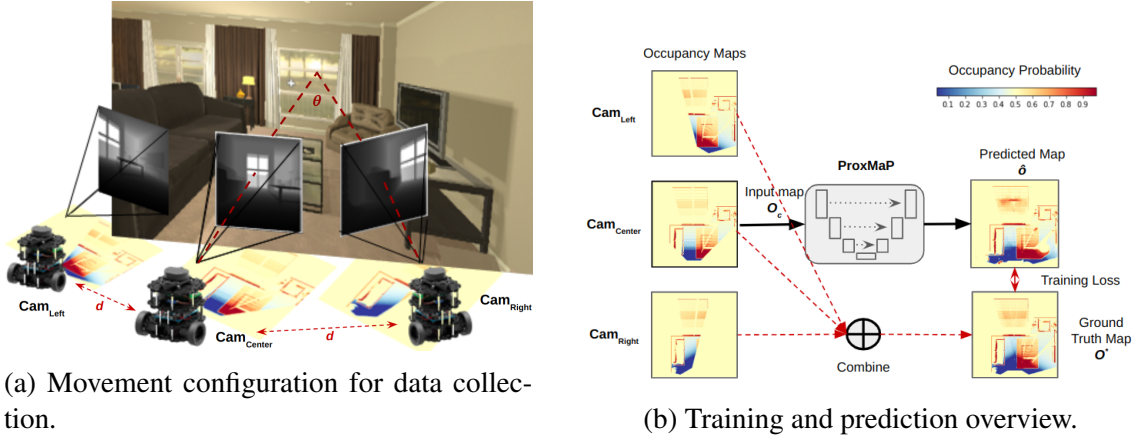 θ
Cam_Left
d
Cam_Center
d
Cam_Right
(a) Movement configuration for data collec-
tion.
Occupancy Maps
Occupancy Probability
0.1 0.2 0.3 0.4 0.5 0.6 0.7 0.8 0.9
Cam_Left
ProxMaP
Predicted Map
ô
Cam_Center
Input map
O_c
Training Loss
Cam_Right
Combine
Ground
Truth Map
O*
(b) Training and prediction overview.